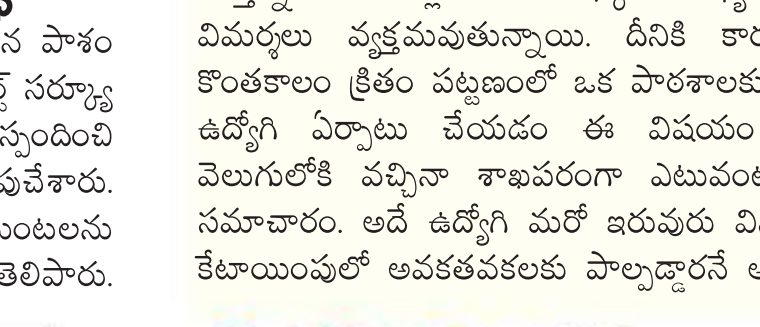 న పాశం
సర్క్యూ
స్పందించి
పుచేశారు.
ంటలను
తెలిపారు.
విమర్శలు వ్యక్తమవుతున్నాయి. దీనికి
కొంతకాలం క్రితం పట్టణంలో ఒక పాఠశాలకు
ఉద్యోగి ఏర్పాటు చేయడం ఈ విషయం
వెలుగులోకి వచ్చినా శాఖపరంగా ఎటువం
సమాచారం. అదే ఉద్యోగి మరో ఇరువురు వి
కేటాయింపులో అవకతవకలకు పాల్పడ్డారనే